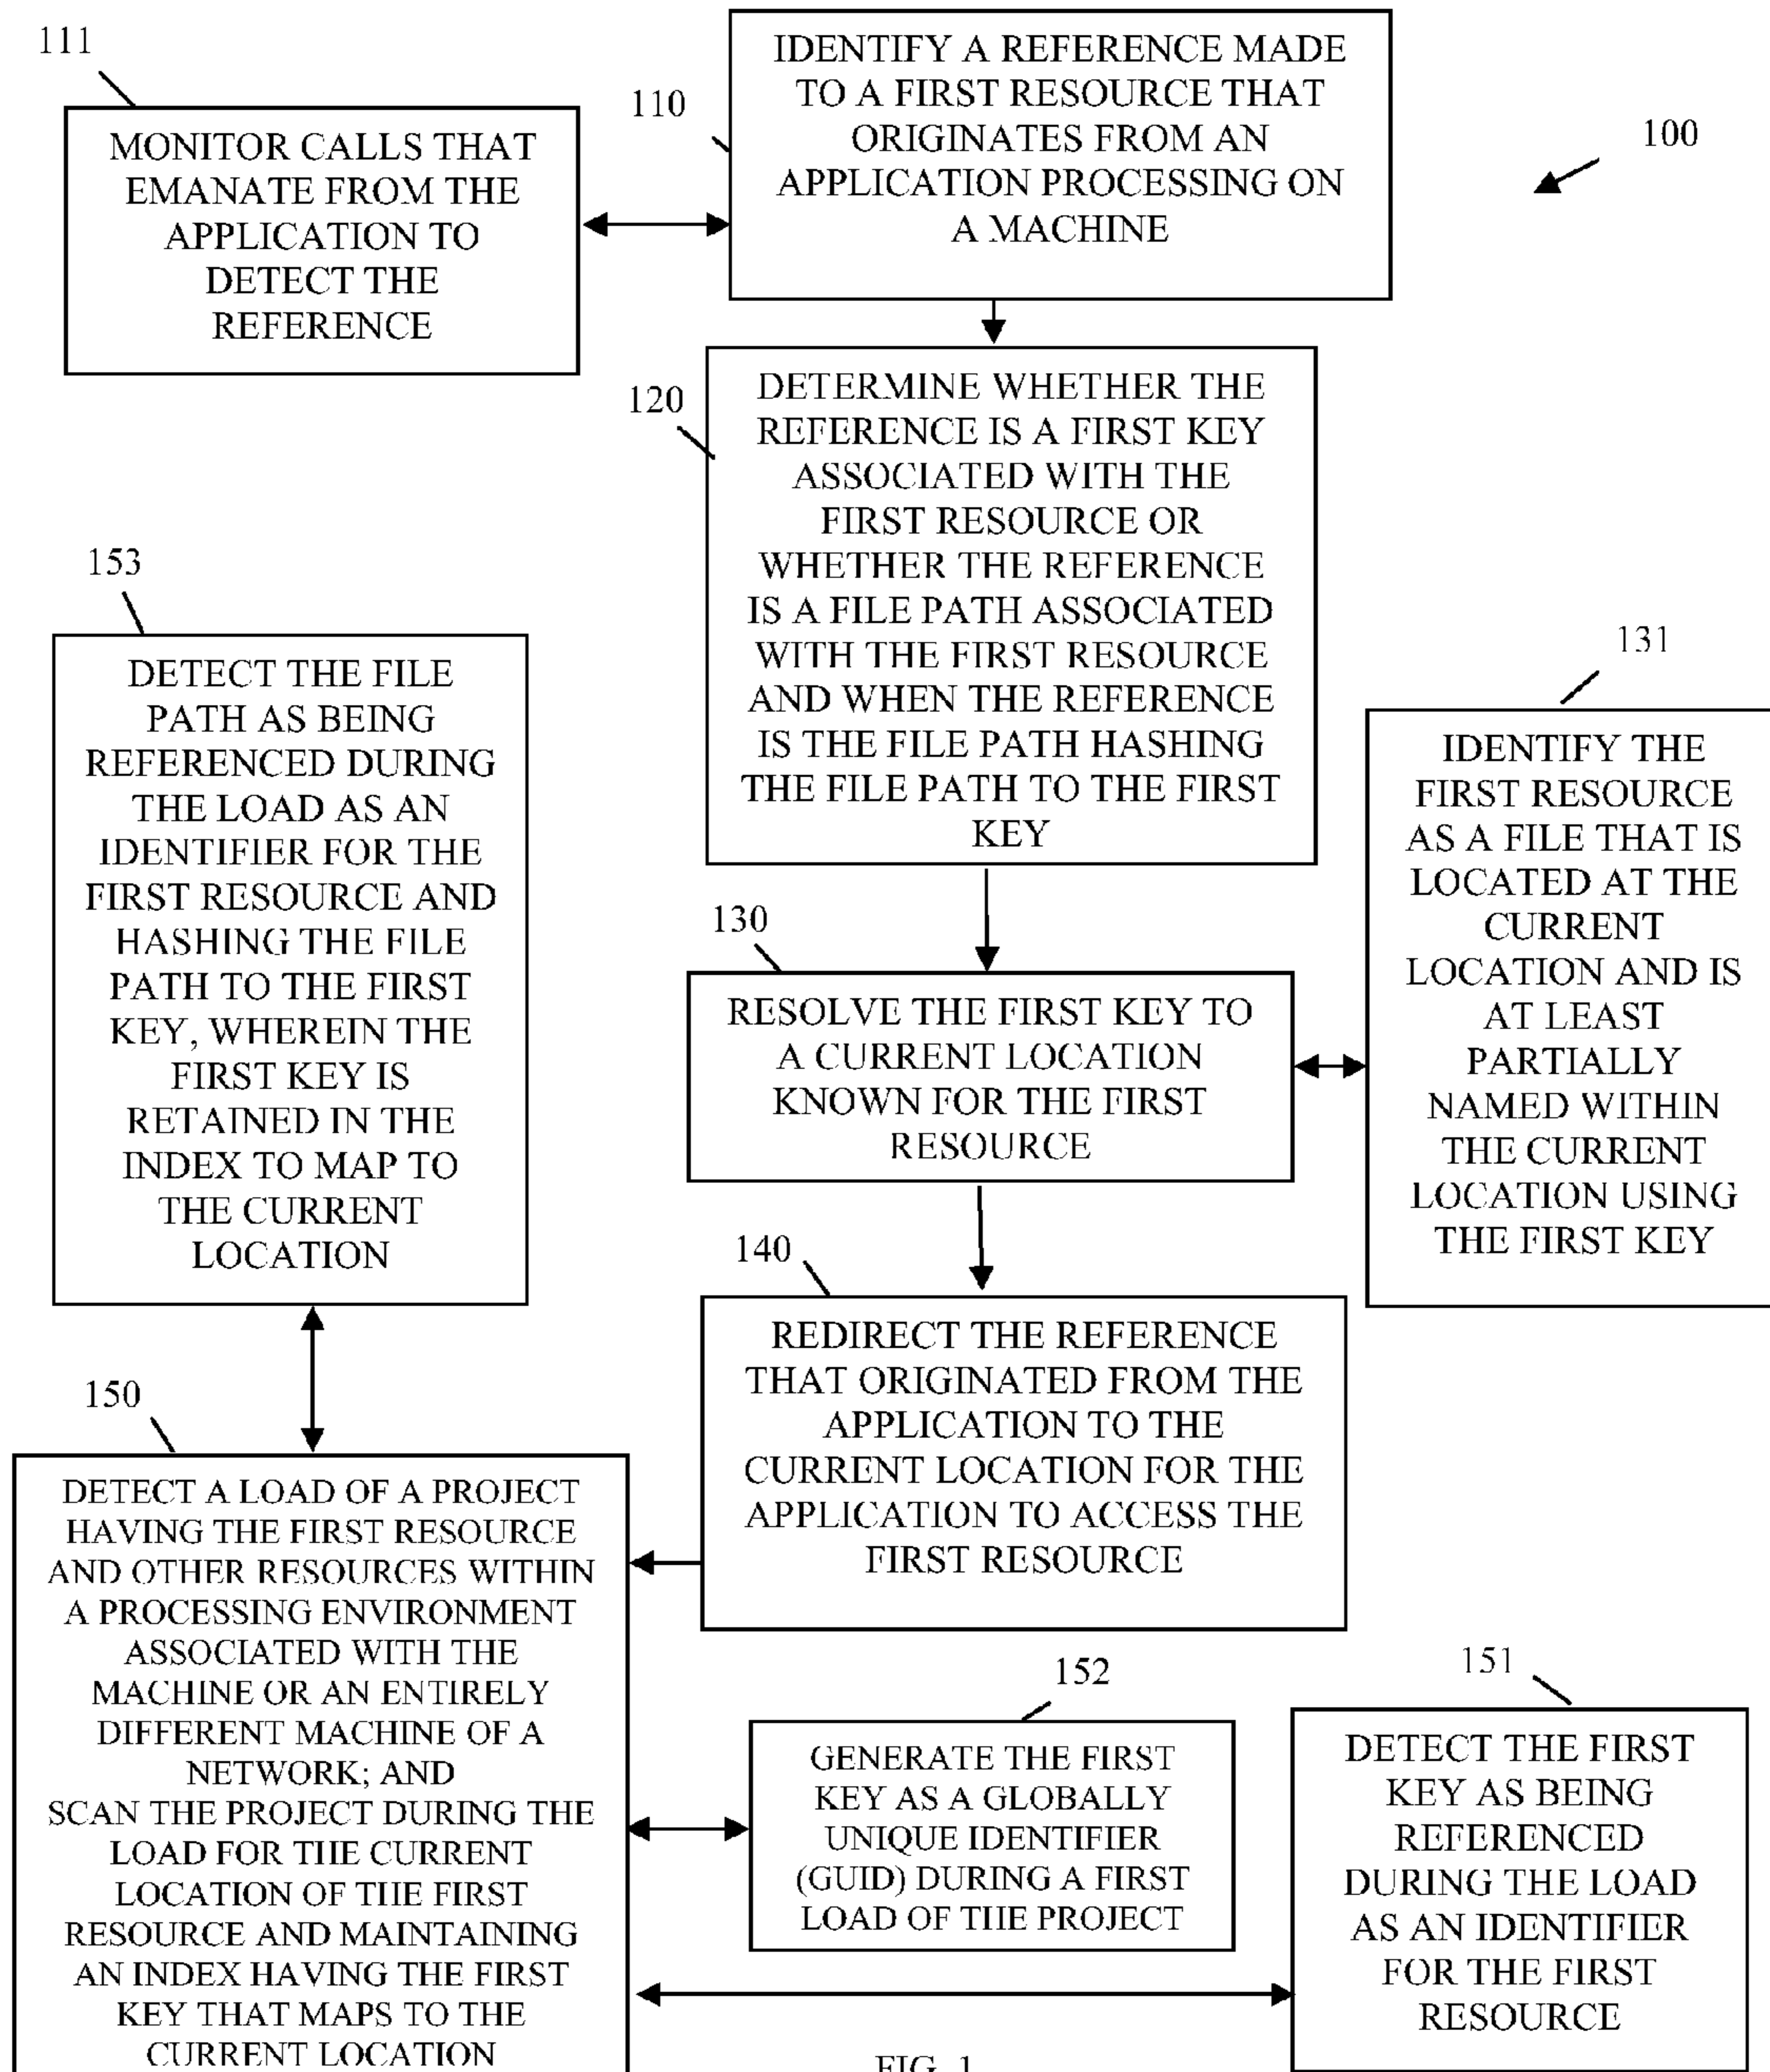 111
MONITOR CALLS THAT
EMANATE FROM THE
APPLICATION TO
DETECT THE
REFERENCE
110
IDENTIFY A REFERENCE MADE
TO A FIRST RESOURCE THAT
ORIGINATES FROM AN
APPLICATION PROCESSING ON
A MACHINE
100
120
DETERMINE WHETHER THE
REFERENCE IS A FIRST KEY
ASSOCIATED WITH THE
FIRST RESOURCE OR
WHETHER THE REFERENCE
IS A FILE PATH ASSOCIATED
WITH THE FIRST RESOURCE
AND WHEN THE REFERENCE
IS THE FILE PATH HASHING
THE FILE PATH TO THE FIRST
KEY
153
DETECT THE FILE
PATH AS BEING
REFERENCED DURING
THE LOAD AS AN
IDENTIFIER FOR THE
FIRST RESOURCE AND
HASHING THE FILE
PATH TO THE FIRST
KEY, WHEREIN THE
FIRST KEY IS
RETAINED IN THE
INDEX TO MAP TO
THE CURRENT
LOCATION
131
IDENTIFY THE
FIRST RESOURCE
AS A FILE THAT IS
LOCATED AT THE
CURRENT
LOCATION AND IS
AT LEAST
PARTIALLY
NAMED WITHIN
THE CURRENT
LOCATION USING
THE FIRST KEY
130
RESOLVE THE FIRST KEY TO
A CURRENT LOCATION
KNOWN FOR THE FIRST
RESOURCE
140
REDIRECT THE REFERENCE
THAT ORIGINATED FROM THE
APPLICATION TO THE
CURRENT LOCATION FOR THE
APPLICATION TO ACCESS THE
FIRST RESOURCE
150
DETECT A LOAD OF A PROJECT
HAVING THE FIRST RESOURCE
AND OTHER RESOURCES WITHIN
A PROCESSING ENVIRONMENT
ASSOCIATED WITH THE
MACHINE OR AN ENTIRELY
DIFFERENT MACHINE OF A
NETWORK; AND
SCAN THE PROJECT DURING THE
LOAD FOR THE CURRENT
LOCATION OF THE FIRST
RESOURCE AND MAINTAINING
AN INDEX HAVING THE FIRST
KEY THAT MAPS TO THE
CURRENT LOCATION
152
GENERATE THE FIRST
KEY AS A GLOBALLY
UNIQUE IDENTIFIER
(GUID) DURING A FIRST
LOAD OF THE PROJECT
151
DETECT THE FIRST
KEY AS BEING
REFERENCED
DURING THE LOAD
AS AN IDENTIFIER
FOR THE FIRST
RESOURCE
FIG. 1